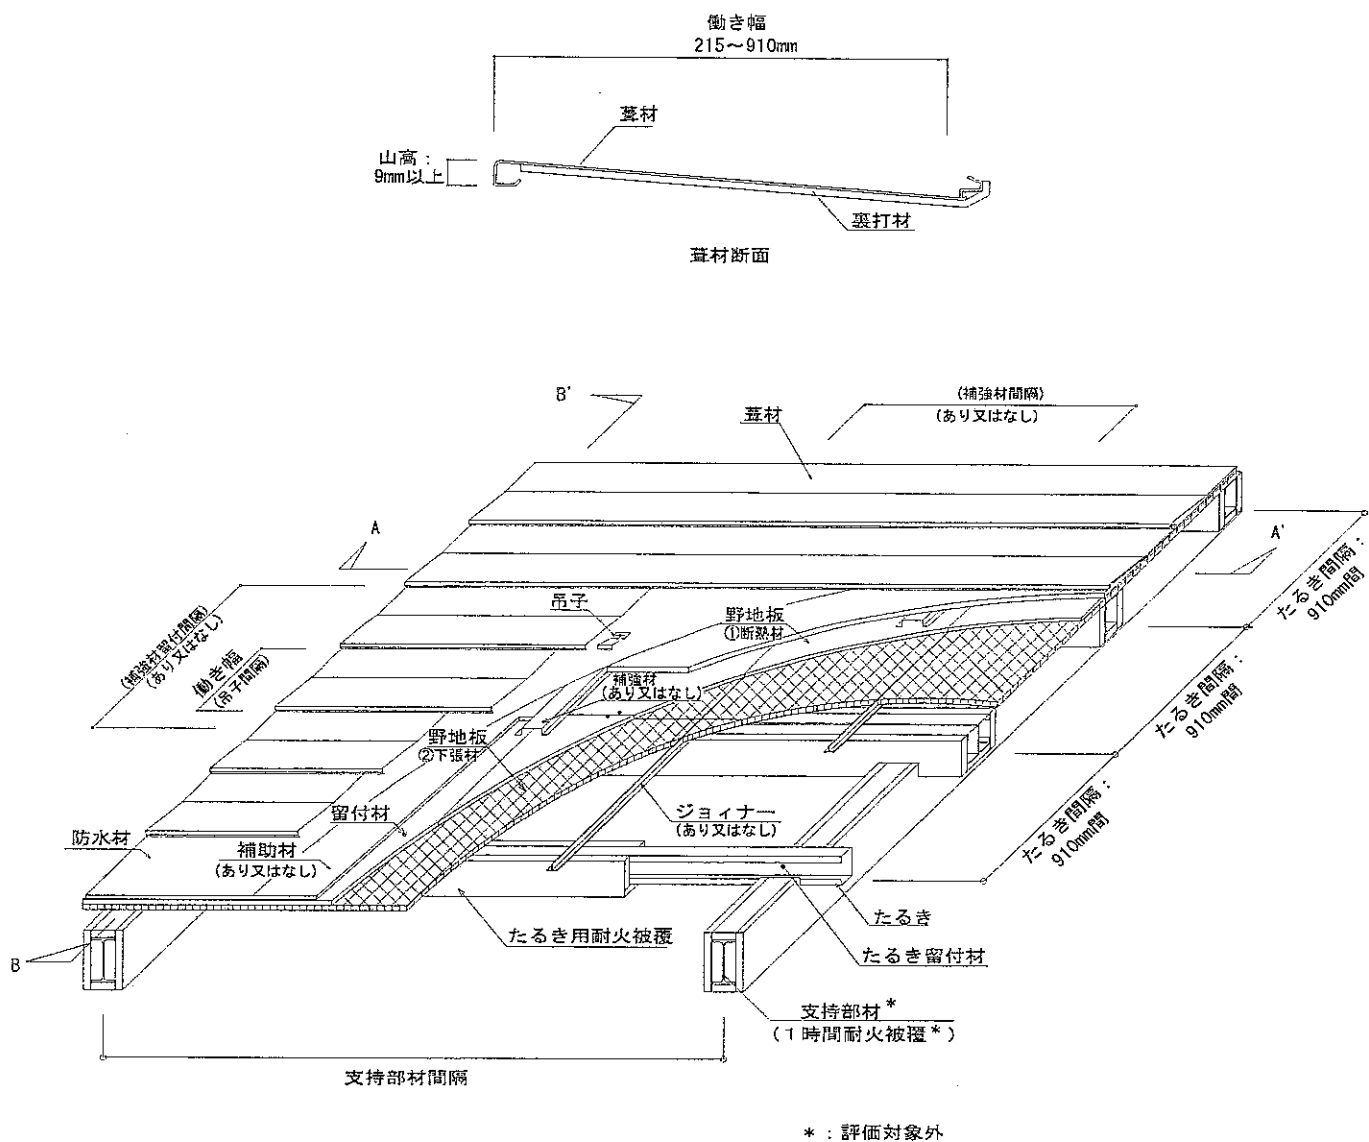 働き幅
215～910mm
葺材
山高：
9mm以上
裏打材
葺材断面
B'
(補強材間隔)
(あり又はなし)
葺材
A
A'
たるき間隔：
910mm間
吊子
野地板
①断熱材
(補強材留付間隔)
(あり又はなし)
働き幅
(吊子間隔)
補強材
(あり又はなし)
たるき間隔：
910mm間
野地板
②下張材
留付材
ジョイナー
(あり又はなし)
たるき間隔：
910mm間
防水材
補助材
(あり又はなし)
たるき
たるき用耐火被覆
たるき留付材
B
支持部材*
(1時間耐火被覆*)
支持部材間隔
*：評価対象外